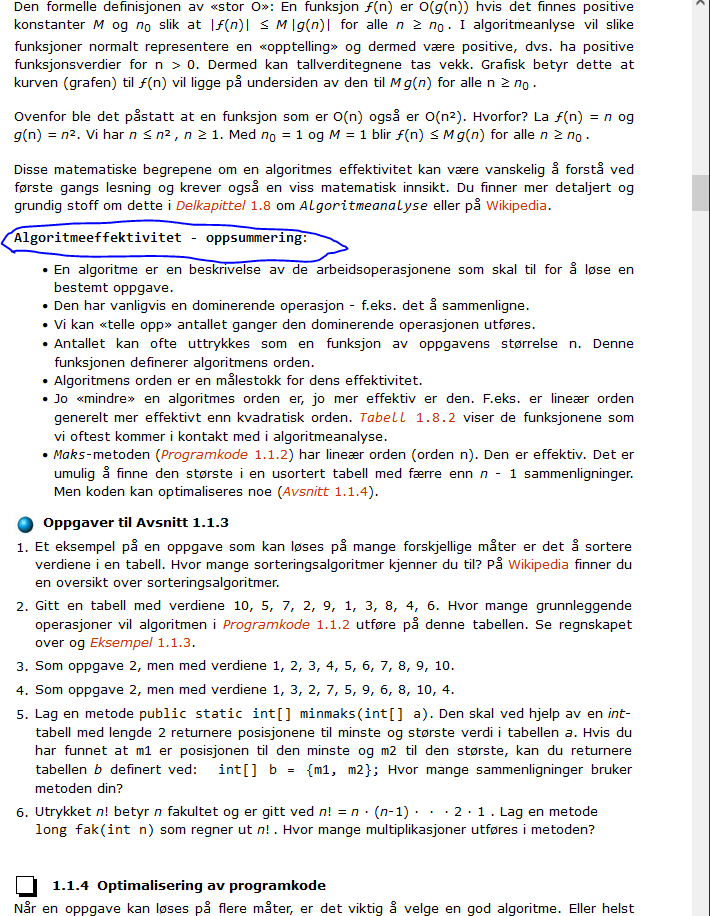 Den formelle definisjonen av «stor O»: En funksjon ƒ(n) er O(g(n)) hvis det finnes positive
konstanter M og n₀ slik at |ƒ(n)| ≤ M |g(n)| for alle n ≥ n₀ . I algoritmeanlyse vil slike
funksjoner normalt representere en «opptelling» og dermed være positive, dvs. ha positive
funksjonsverdier for n > 0. Dermed kan tallverditegnene tas vekk. Grafisk betyr dette at
kurven (grafen) til ƒ(n) vil ligge på undersiden av den til M g(n) for alle n ≥ n₀ .
Ovenfor ble det påstatt at en funksjon som er O(n) også er O(n²). Hvorfor? La ƒ(n) = n og
g(n) = n². Vi har n ≤ n² , n ≥ 1. Med n₀ = 1 og M = 1 blir ƒ(n) ≤ M g(n) for alle n ≥ n₀ .
Disse matematiske begrepene om en algoritmes effektivitet kan være vanskelig å forstå ved
første gangs lesning og krever også en viss matematisk innsikt. Du finner mer detaljert og
grundig stoff om dette i Delkapittel 1.8 om Algoritmeanalyse eller på Wikipedia.
Algoritmeeffektivitet - oppsummering:
• En algoritme er en beskrivelse av de arbeidsoperasjonene som skal til for å løse en
bestemt oppgave.
• Den har vanligvis en dominerende operasjon - f.eks. det å sammenligne.
• Vi kan «telle opp» antallet ganger den dominerende operasjonen utføres.
• Antallet kan ofte uttrykkes som en funksjon av oppgavens størrelse n. Denne
funksjonen definerer algoritmens orden.
• Algoritmens orden er en målestokk for dens effektivitet.
• Jo «mindre» en algoritmes orden er, jo mer effektiv er den. F.eks. er lineær orden
generelt mer effektivt enn kvadratisk orden. Tabell 1.8.2 viser de funksjonene som
vi oftest kommer i kontakt med i algoritmeanalyse.
• Maks-metoden (Programkode 1.1.2) har lineær orden (orden n). Den er effektiv. Det er
umulig å finne den største i en usortert tabell med færre enn n - 1 sammenligninger.
Men koden kan optimaliseres noe (Avsnitt 1.1.4).
Oppgaver til Avsnitt 1.1.3
1. Et eksempel på en oppgave som kan løses på mange forskjellige måter er det å sortere
verdiene i en tabell. Hvor mange sorteringsalgoritmer kjenner du til? På Wikipedia finner du
en oversikt over sorteringsalgoritmer.
2. Gitt en tabell med verdiene 10, 5, 7, 2, 9, 1, 3, 8, 4, 6. Hvor mange grunnleggende
operasjoner vil algoritmen i Programkode 1.1.2 utføre på denne tabellen. Se regnskapet
over og Eksempel 1.1.3.
3. Som oppgave 2, men med verdiene 1, 2, 3, 4, 5, 6, 7, 8, 9, 10.
4. Som oppgave 2, men med verdiene 1, 3, 2, 7, 5, 9, 6, 8, 10, 4.
5. Lag en metode public static int[] minmaks(int[] a). Den skal ved hjelp av en int-
tabell med lengde 2 returnere posisjonene til minste og største verdi i tabellen a. Hvis du
har funnet at m1 er posisjonen til den minste og m2 til den største, kan du returnere
tabellen b definert ved: int[] b = {m1, m2}; Hvor mange sammenligninger bruker
metoden din?
6. Utrykket n! betyr n fakultet og er gitt ved n! = n · (n-1) · · · 2 · 1 . Lag en metode
long fak(int n) som regner ut n! . Hvor mange multiplikasjoner utføres i metoden?
1.1.4 Optimalisering av programkode
Når en oppgave kan løses på flere måter, er det viktig å velge en god algoritme. Eller helst